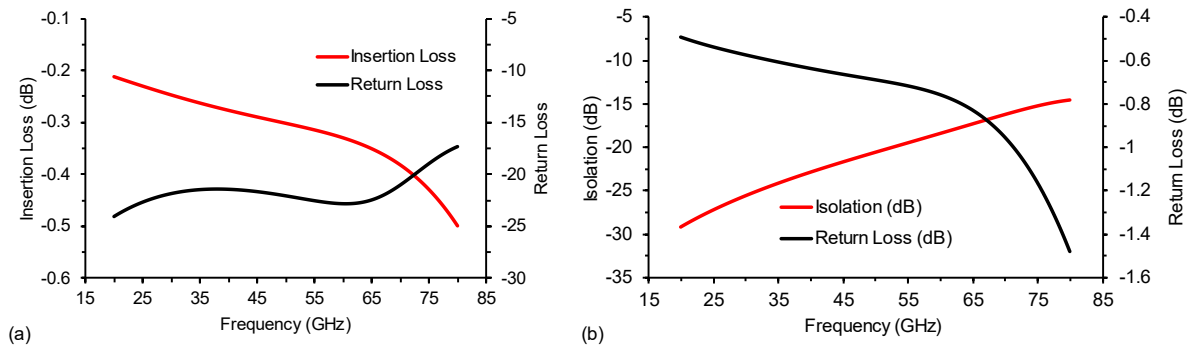 -0.1
-0.2
-0.3
-0.4
-0.5
-0.6
Insertion Loss (dB)
-5
-10
-15
-20
-25
-30
Return Loss
Insertion Loss
Return Loss
15 25 35 45 55 65 75 85
Frequency (GHz)
(a)
-5
-10
-15
-20
-25
-30
-35
Isolation (dB)
-0.4
-0.6
-0.8
-1
-1.2
-1.4
-1.6
Return Loss (dB)
Isolation (dB)
Return Loss (dB)
15 25 35 45 55 65 75 85
Frequency (GHz)
(b)